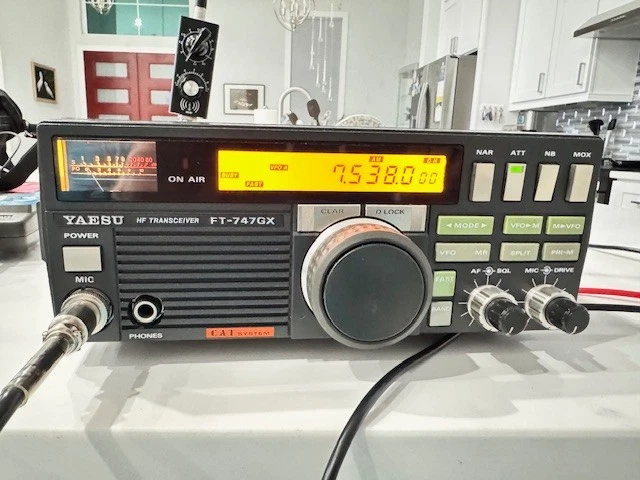 NAR ATT NB MOX
ON AIR
BUSY VFO A AM CW
FAST
7.538.000
YAESU HF TRANSCEIVER FT-747GX
CLAR D LOCK
POWER
◄ MODE ► VFO►M M►VFO
VFO MR SPLIT PRI-M
MIC
FAST
AF SQL MIC DRIVE
BAND
PHONES
CAT SYSTEM